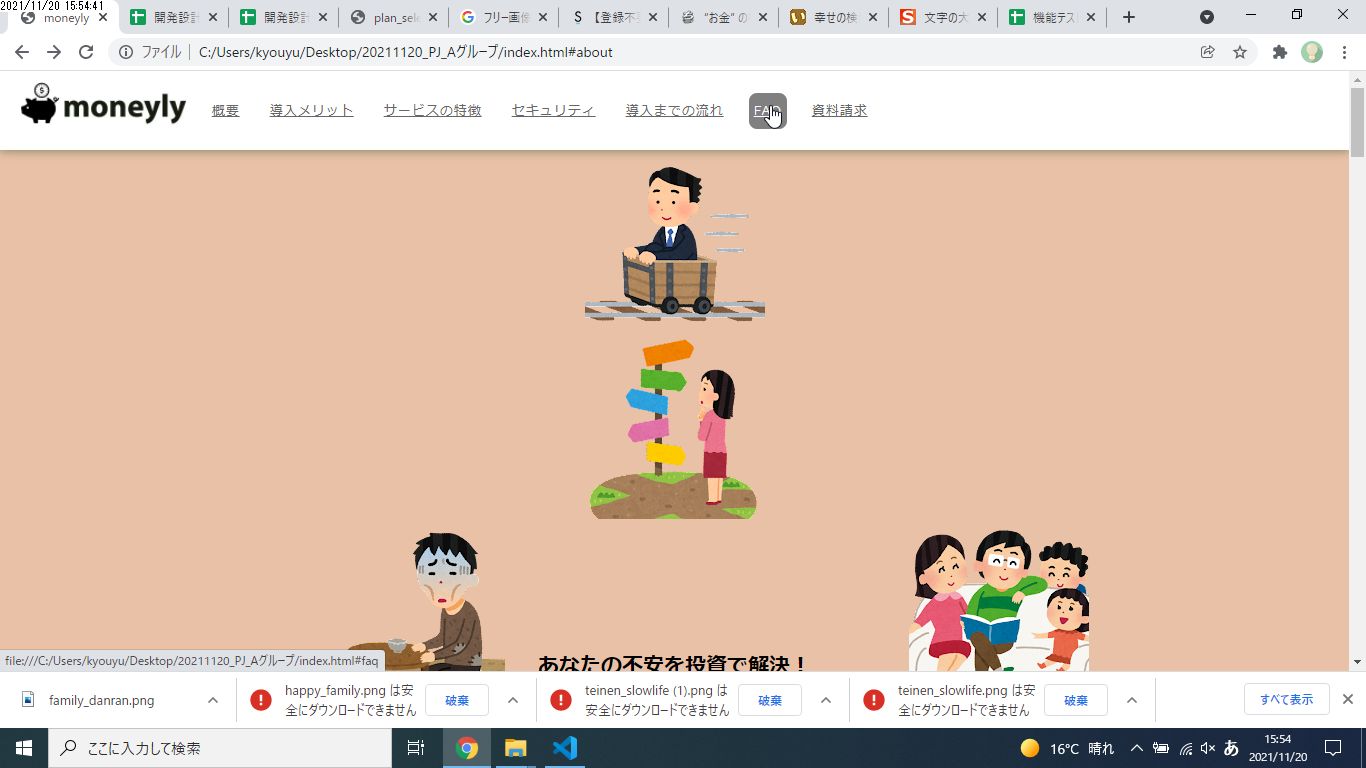 2021/11/20 15:54:41
moneyly
開発設計
開発設計
plan_sele
フリー画像
【登録不要
"お金" の
幸せの検
文字の大
機能テス
ファイル
C:/Users/kyouyu/Desktop/20211120_PJ_Aグループ/index.html#about
moneyly
概要
導入メリット
サービスの特徴
セキュリティ
導入までの流れ
FAQ
資料請求
あなたの不安を投資で解決！
file:///C:/Users/kyouyu/Desktop/20211120_PJ_Aグループ/index.html#faq
family_danran.png
happy_family.png は安
全にダウンロードできません
破棄
teinen_slowlife (1).png は
安全にダウンロードできません
破棄
teinen_slowlife.png は安
全にダウンロードできません
破棄
すべて表示
ここに入力して検索
16°C 晴れ
あ
15:54
2021/11/20